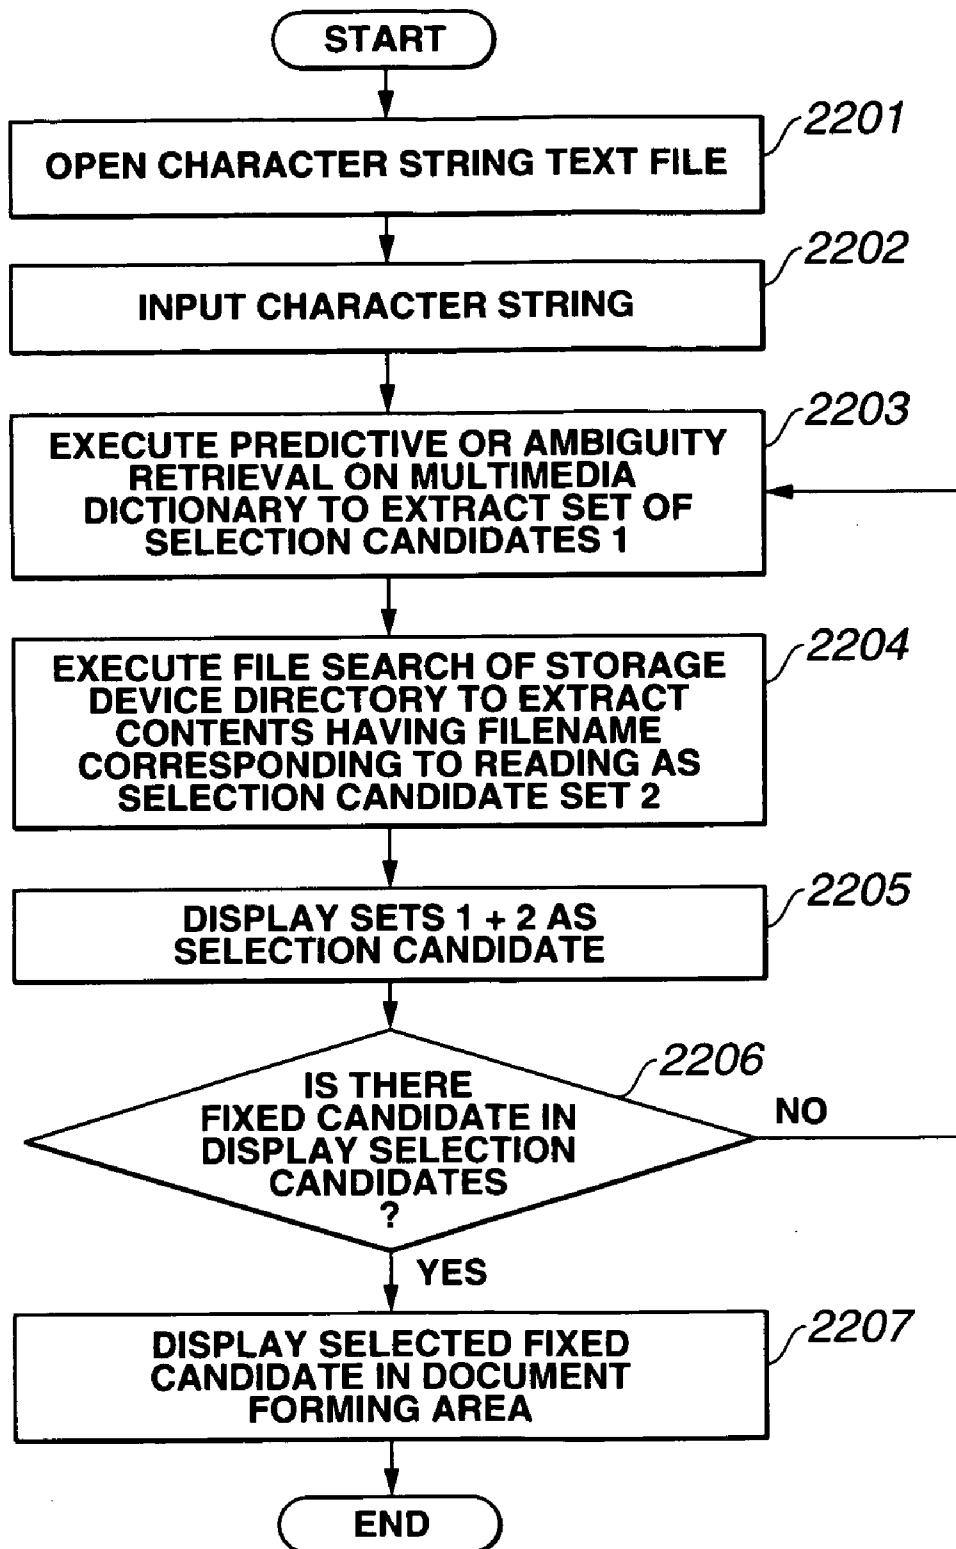 START
2201
OPEN CHARACTER STRING TEXT FILE
2202
INPUT CHARACTER STRING
2203
EXECUTE PREDICTIVE OR AMBIGUITY
RETRIEVAL ON MULTIMEDIA
DICTIONARY TO EXTRACT SET OF
SELECTION CANDIDATES 1
2204
EXECUTE FILE SEARCH OF STORAGE
DEVICE DIRECTORY TO EXTRACT
CONTENTS HAVING FILENAME
CORRESPONDING TO READING AS
SELECTION CANDIDATE SET 2
2205
DISPLAY SETS 1 + 2 AS
SELECTION CANDIDATE
2206
IS THERE
FIXED CANDIDATE IN
DISPLAY SELECTION
CANDIDATES
?
NO
YES
2207
DISPLAY SELECTED FIXED
CANDIDATE IN DOCUMENT
FORMING AREA
END